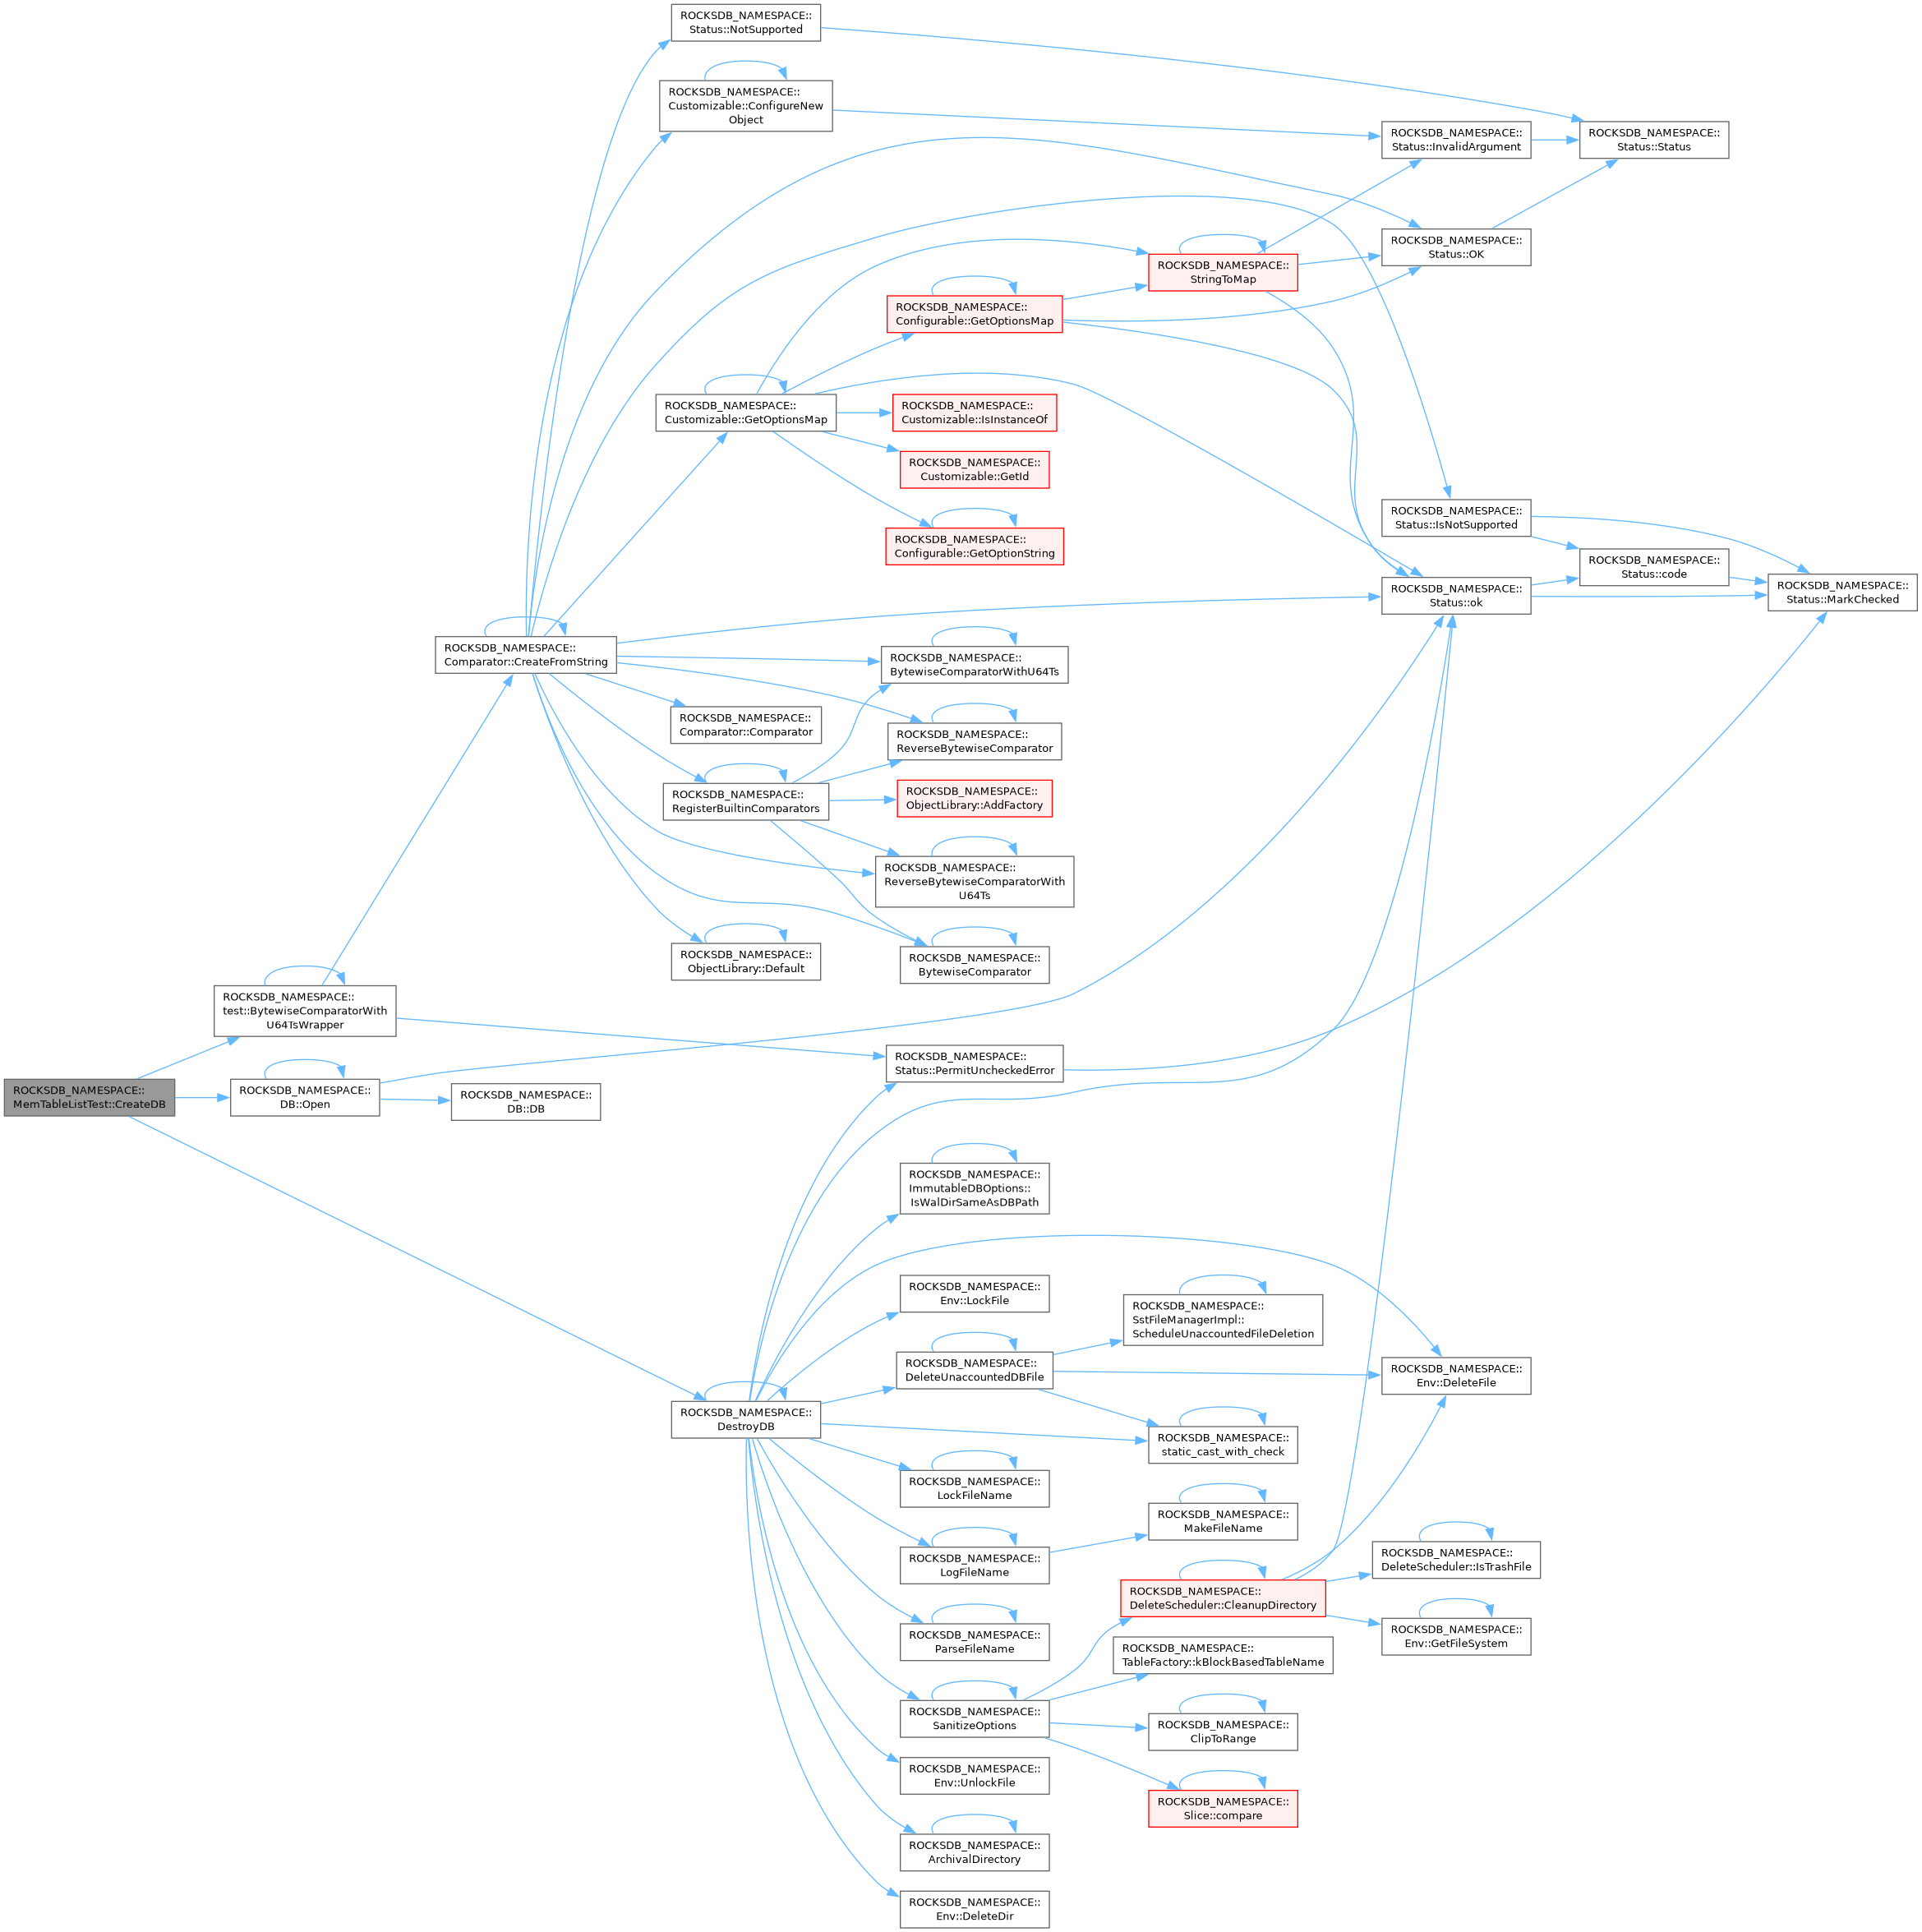 ROCKSDB_NAMESPACE::
Status::NotSupported
ROCKSDB_NAMESPACE::
Customizable::ConfigureNew
Object
ROCKSDB_NAMESPACE::
Status::InvalidArgument
ROCKSDB_NAMESPACE::
Status::Status
ROCKSDB_NAMESPACE::
Status::OK
ROCKSDB_NAMESPACE::
StringToMap
ROCKSDB_NAMESPACE::
Configurable::GetOptionsMap
ROCKSDB_NAMESPACE::
Customizable::GetOptionsMap
ROCKSDB_NAMESPACE::
Customizable::IsInstanceOf
ROCKSDB_NAMESPACE::
Customizable::GetId
ROCKSDB_NAMESPACE::
Configurable::GetOptionString
ROCKSDB_NAMESPACE::
Status::IsNotSupported
ROCKSDB_NAMESPACE::
Status::code
ROCKSDB_NAMESPACE::
Status::ok
ROCKSDB_NAMESPACE::
Status::MarkChecked
ROCKSDB_NAMESPACE::
Comparator::CreateFromString
ROCKSDB_NAMESPACE::
BytewiseComparatorWithU64Ts
ROCKSDB_NAMESPACE::
Comparator::Comparator
ROCKSDB_NAMESPACE::
ReverseBytewiseComparator
ROCKSDB_NAMESPACE::
RegisterBuiltinComparators
ROCKSDB_NAMESPACE::
ObjectLibrary::AddFactory
ROCKSDB_NAMESPACE::
ReverseBytewiseComparatorWith
U64Ts
ROCKSDB_NAMESPACE::
ObjectLibrary::Default
ROCKSDB_NAMESPACE::
BytewiseComparator
ROCKSDB_NAMESPACE::
test::BytewiseComparatorWith
U64TsWrapper
ROCKSDB_NAMESPACE::
Status::PermitUncheckedError
ROCKSDB_NAMESPACE::
MemTableListTest::CreateDB
ROCKSDB_NAMESPACE::
DB::Open
ROCKSDB_NAMESPACE::
DB::DB
ROCKSDB_NAMESPACE::
ImmutableDBOptions::
IsWalDirSameAsDBPath
ROCKSDB_NAMESPACE::
Env::LockFile
ROCKSDB_NAMESPACE::
SstFileManagerImpl::
ScheduleUnaccountedFileDeletion
ROCKSDB_NAMESPACE::
DeleteUnaccountedDBFile
ROCKSDB_NAMESPACE::
Env::DeleteFile
ROCKSDB_NAMESPACE::
DestroyDB
ROCKSDB_NAMESPACE::
static_cast_with_check
ROCKSDB_NAMESPACE::
LockFileName
ROCKSDB_NAMESPACE::
MakeFileName
ROCKSDB_NAMESPACE::
LogFileName
ROCKSDB_NAMESPACE::
DeleteScheduler::IsTrashFile
ROCKSDB_NAMESPACE::
DeleteScheduler::CleanupDirectory
ROCKSDB_NAMESPACE::
ParseFileName
ROCKSDB_NAMESPACE::
Env::GetFileSystem
ROCKSDB_NAMESPACE::
TableFactory::kBlockBasedTableName
ROCKSDB_NAMESPACE::
SanitizeOptions
ROCKSDB_NAMESPACE::
ClipToRange
ROCKSDB_NAMESPACE::
Env::UnlockFile
ROCKSDB_NAMESPACE::
Slice::compare
ROCKSDB_NAMESPACE::
ArchivalDirectory
ROCKSDB_NAMESPACE::
Env::DeleteDir